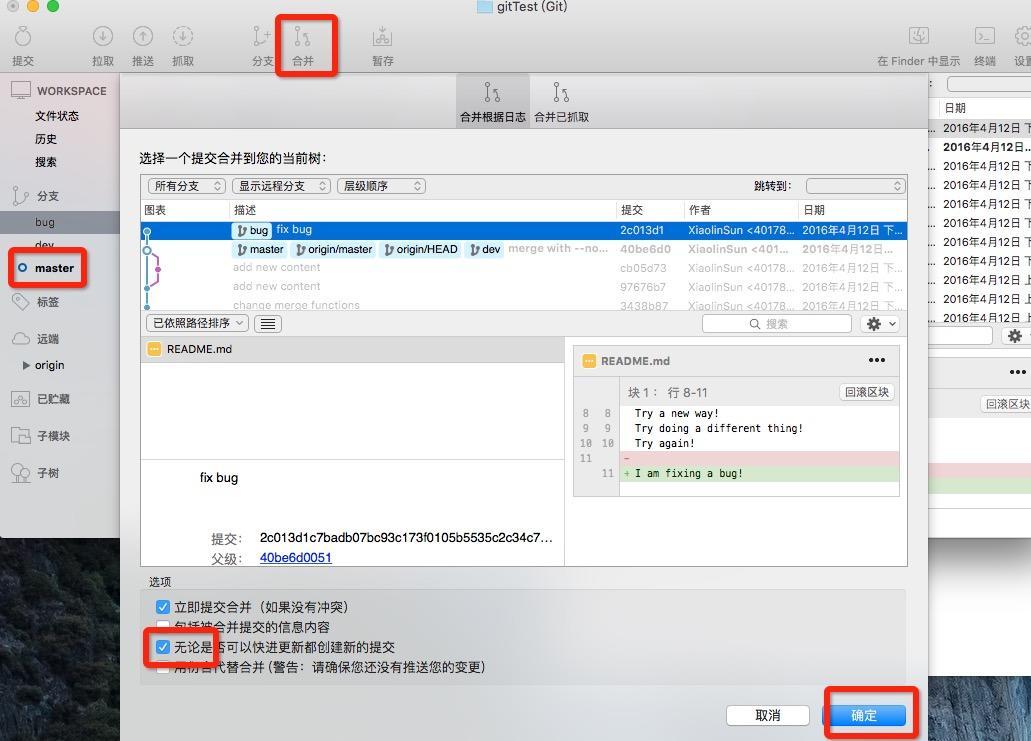 gitTest (Git)
提交 拉取 推送 抓取 分支 合并 暂存 在 Finder 中显示 终端
WORKSPACE
文件状态
历史
搜索
分支
bug
dev
master
标签
远端
origin
已贮藏
子模块
子树
合并根据日志 合并已抓取
选择一个提交合并到您的当前树：
所有分支 显示远程分支 层级顺序 跳转到：
图表 描述 提交 作者 日期
bug fix bug 2c013d1 XiaolinSun <40178... 2016年4月12日 下...
master origin/master origin/HEAD dev merge with --no... 40be6d0 XiaolinSun <40178... 2016年4月12日...
add new content cb05d73 XiaolinSun <40178... 2016年4月12日 下...
add new content 97676b7 XiaolinSun <40178... 2016年4月12日 下...
change merge functions 3438b87 XiaolinSun <40178... 2016年4月12日 上...
已依照路径排序 搜索
README.md
README.md
块 1： 行 8-11 回滚区块
8 8 Try a new way!
9 9 Try doing a different thing!
10 10 Try again!
11 -
11 + I am fixing a bug!
fix bug
提交： 2c013d1c7badb07bc93c173f0105b5535c2c34c7...
父级： 40be6d0051
选项
立即提交合并（如果没有冲突）
包括被合并提交的信息内容
无论是否可以快进更新都创建新的提交
用衍合代替合并（警告：请确保您还没有推送您的变更）
取消 确定
日期
2016年4月12日 下
2016年4月12日...
2016年4月12日 下
2016年4月12日 下
2016年4月12日 上
2016年4月12日 上
2016年4月12日 上
2016年4月12日 上
2016年4月12日 上
2016年4月12日 上
2016年4月12日 下
回滚区块